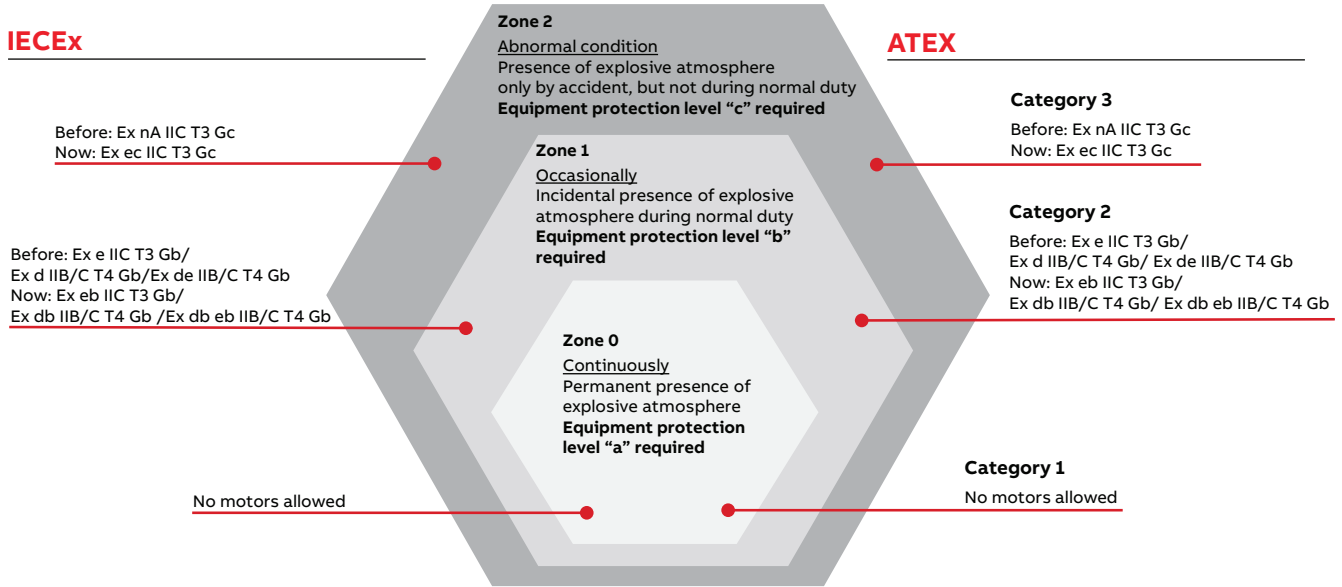 IECEx
Before: Ex nA IIC T3 Gc
Now: Ex ec IIC T3 Gc
Before: Ex e IIC T3 Gb/
Ex d IIB/C T4 Gb/Ex de IIB/C T4 Gb
Now: Ex eb IIC T3 Gb/
Ex db IIB/C T4 Gb /Ex db eb IIB/C T4 Gb
No motors allowed
Zone 2
Abnormal condition
Presence of explosive atmosphere
only by accident, but not during normal duty
Equipment protection level “c” required
Zone 1
Occasionally
Incidental presence of explosive
atmosphere during normal duty
Equipment protection level “b”
required
Zone 0
Continuously
Permanent presence of
explosive atmosphere
Equipment protection
level “a” required
ATEX
Category 3
Before: Ex nA IIC T3 Gc
Now: Ex ec IIC T3 Gc
Category 2
Before: Ex e IIC T3 Gb/
Ex d IIB/C T4 Gb/ Ex de IIB/C T4 Gb
Now: Ex eb IIC T3 Gb/
Ex db IIB/C T4 Gb/ Ex db eb IIB/C T4 Gb
Category 1
No motors allowed